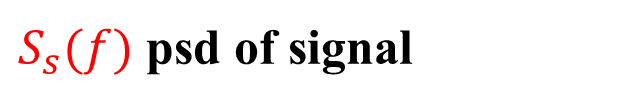 𝑆ₛ(𝑓) psd of signal